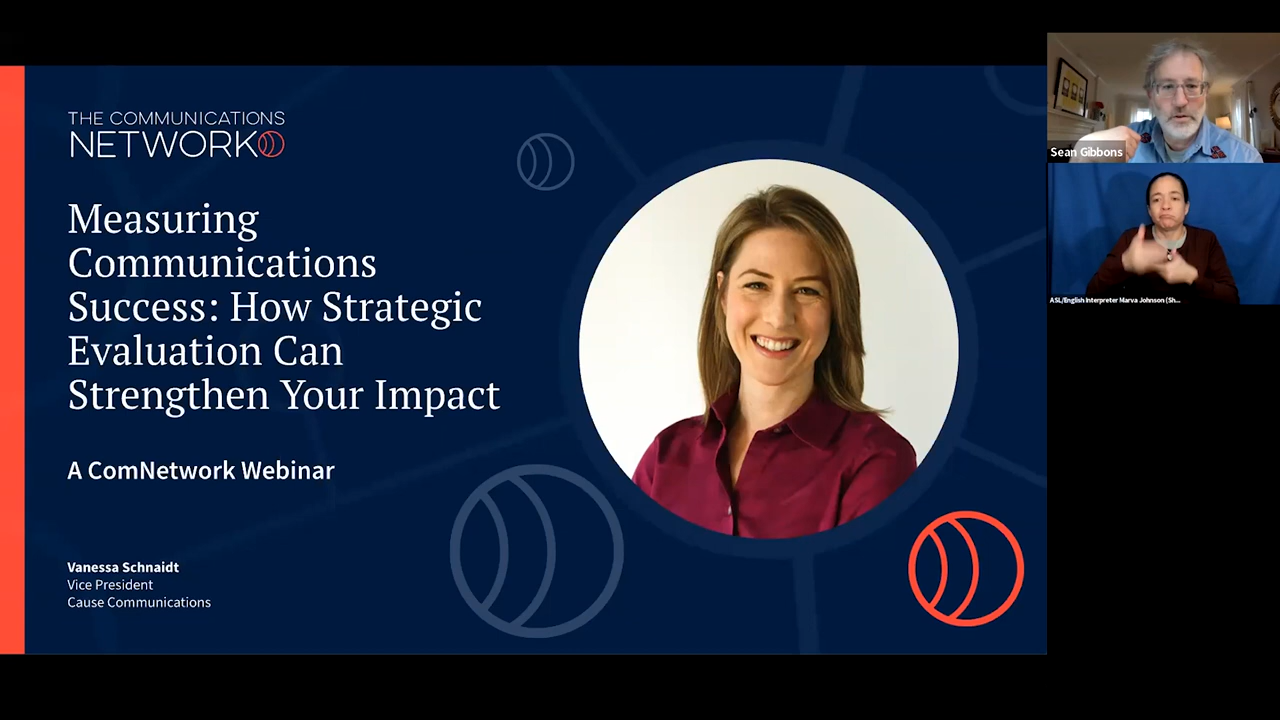 THE COMMUNICATIONS
NETWORK
Measuring
Communications
Success: How Strategic
Evaluation Can
Strengthen Your Impact
A ComNetwork Webinar
Vanessa Schnaidt
Vice President
Cause Communications
Sean Gibbons
ASL/English Interpreter Marva Johnson (Sh...